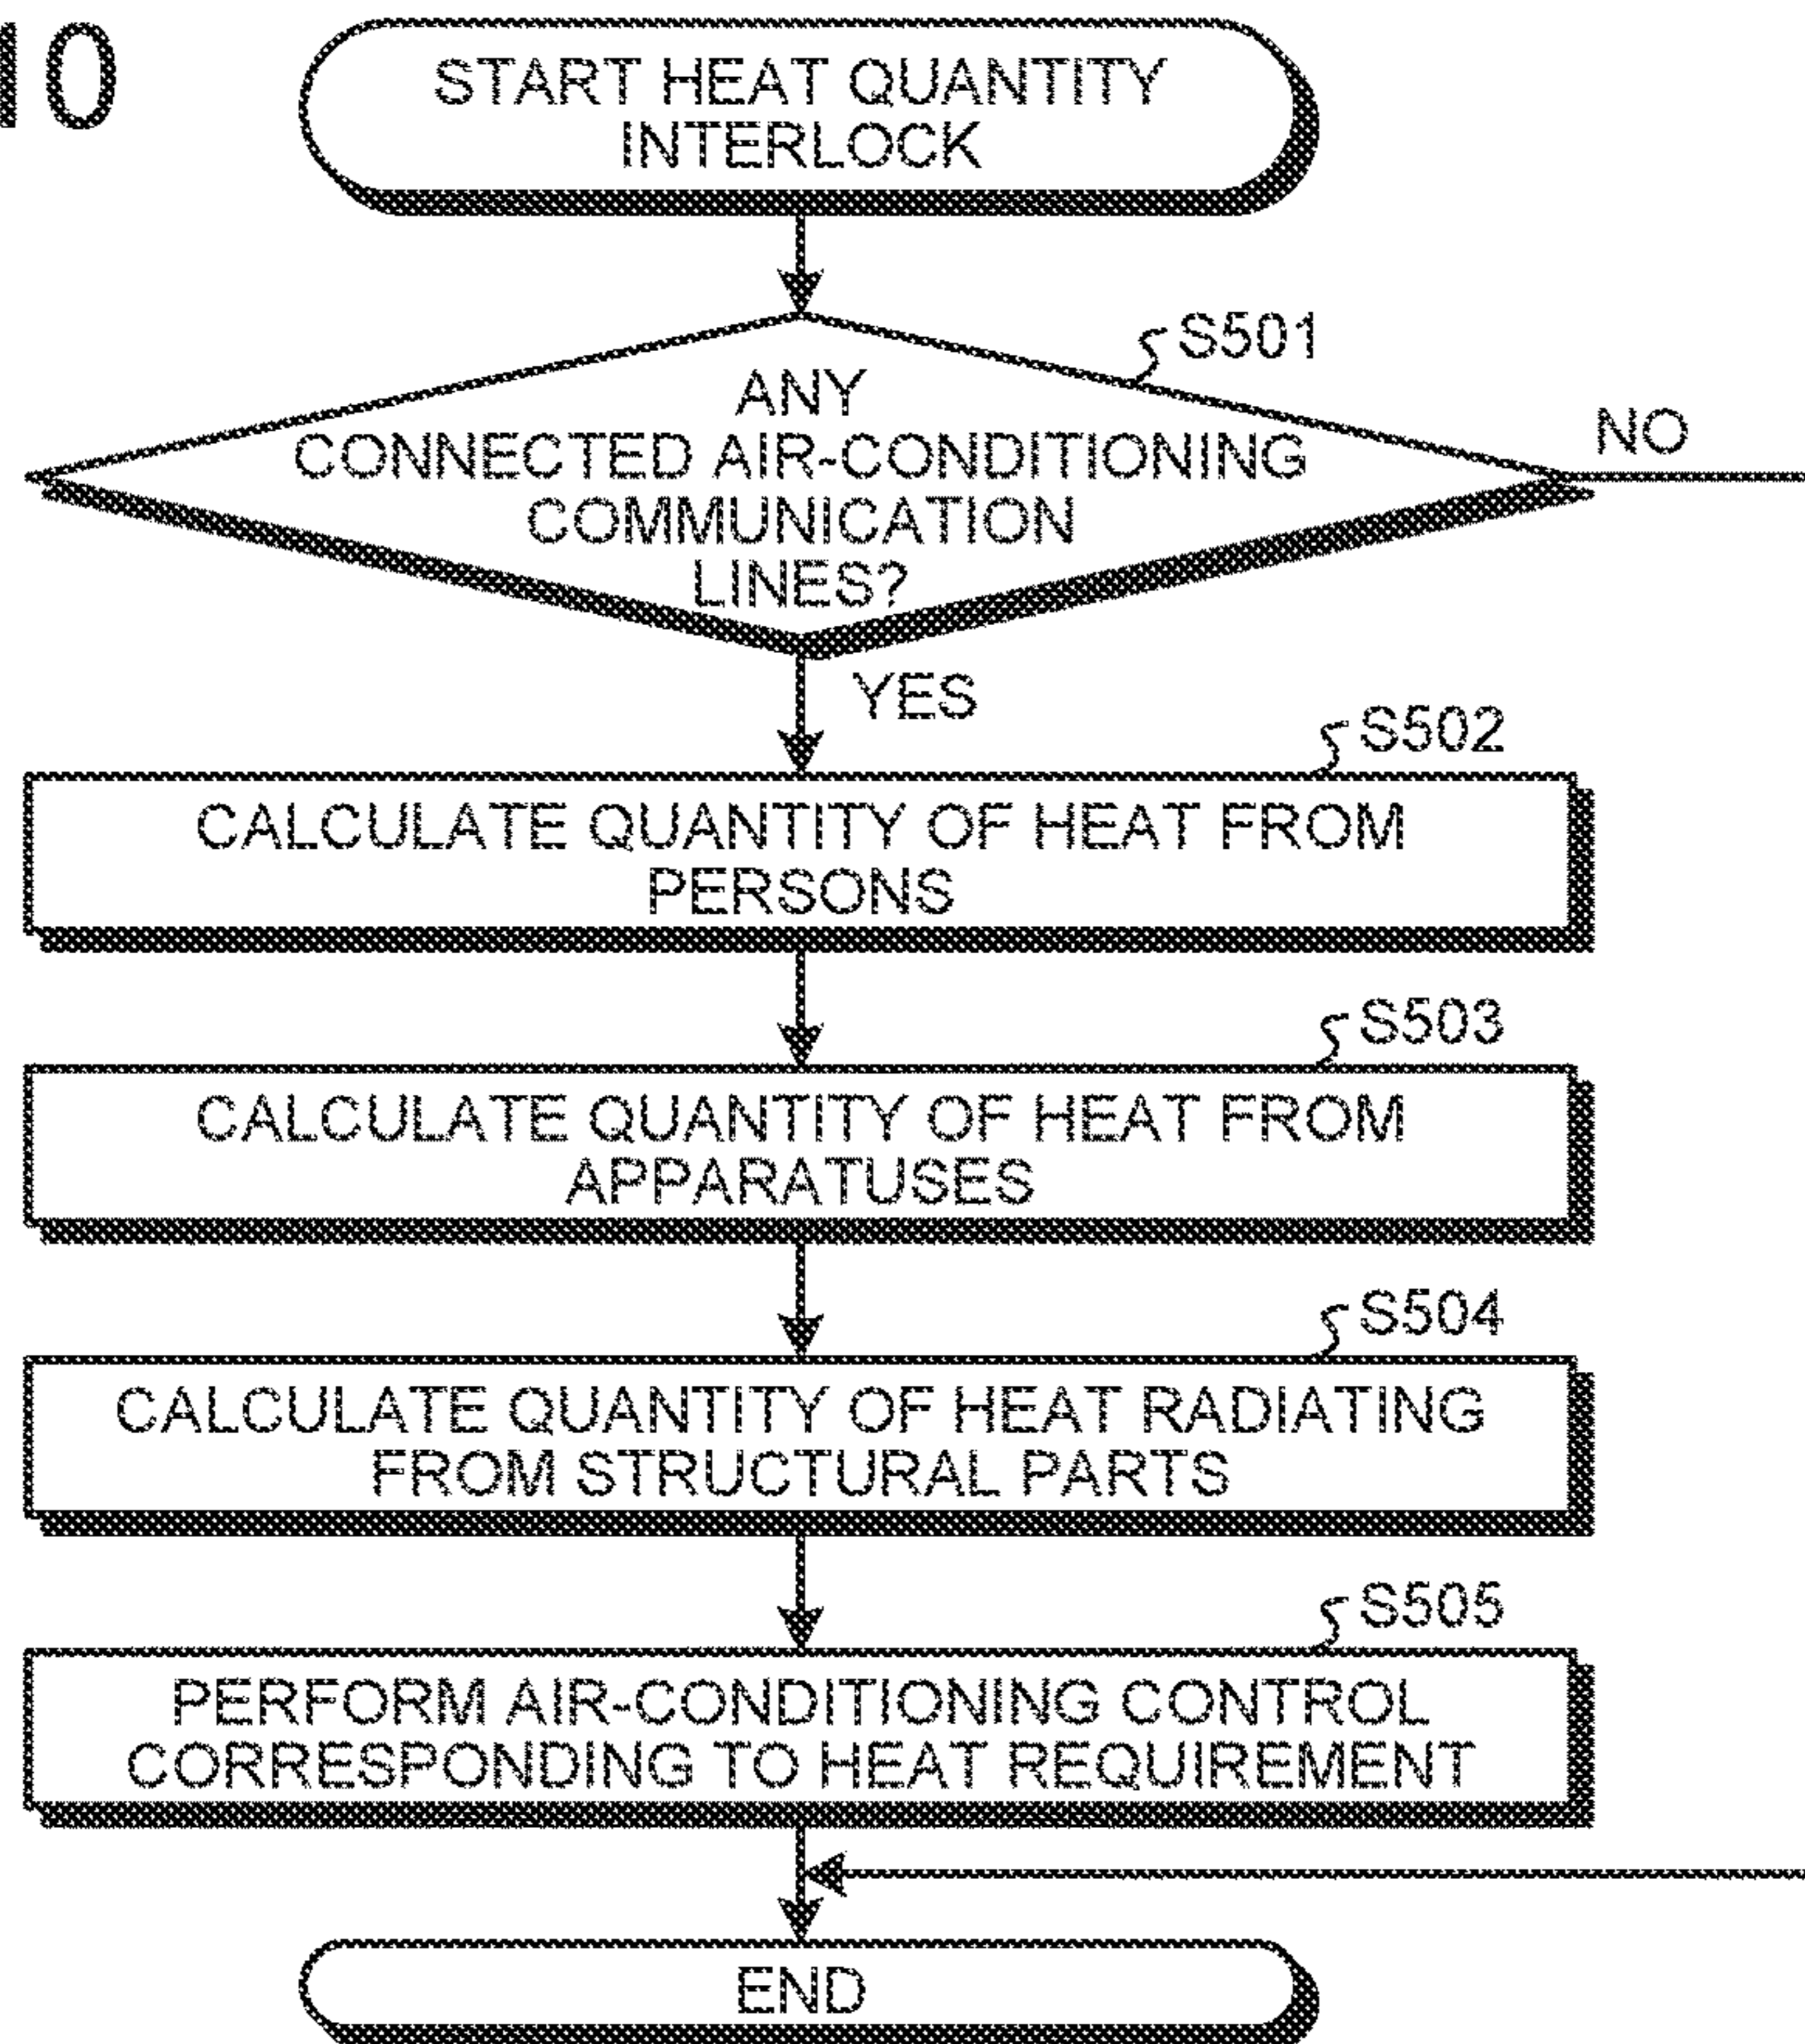 10
START HEAT QUANTITY
INTERLOCK
S501
ANY
CONNECTED AIR-CONDITIONING
COMMUNICATION
LINES?
NO
YES
S502
CALCULATE QUANTITY OF HEAT FROM
PERSONS
S503
CALCULATE QUANTITY OF HEAT FROM
APPARATUSES
S504
CALCULATE QUANTITY OF HEAT RADIATING
FROM STRUCTURAL PARTS
S505
PERFORM AIR-CONDITIONING CONTROL
CORRESPONDING TO HEAT REQUIREMENT
END